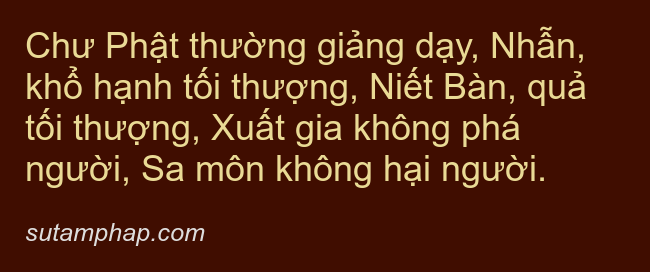 Chư Phật thường giảng dạy, Nhẫn,
khổ hạnh tối thượng, Niết Bàn, quả
tối thượng, Xuất gia không phá
người, Sa môn không hại người.
sutamphap.com